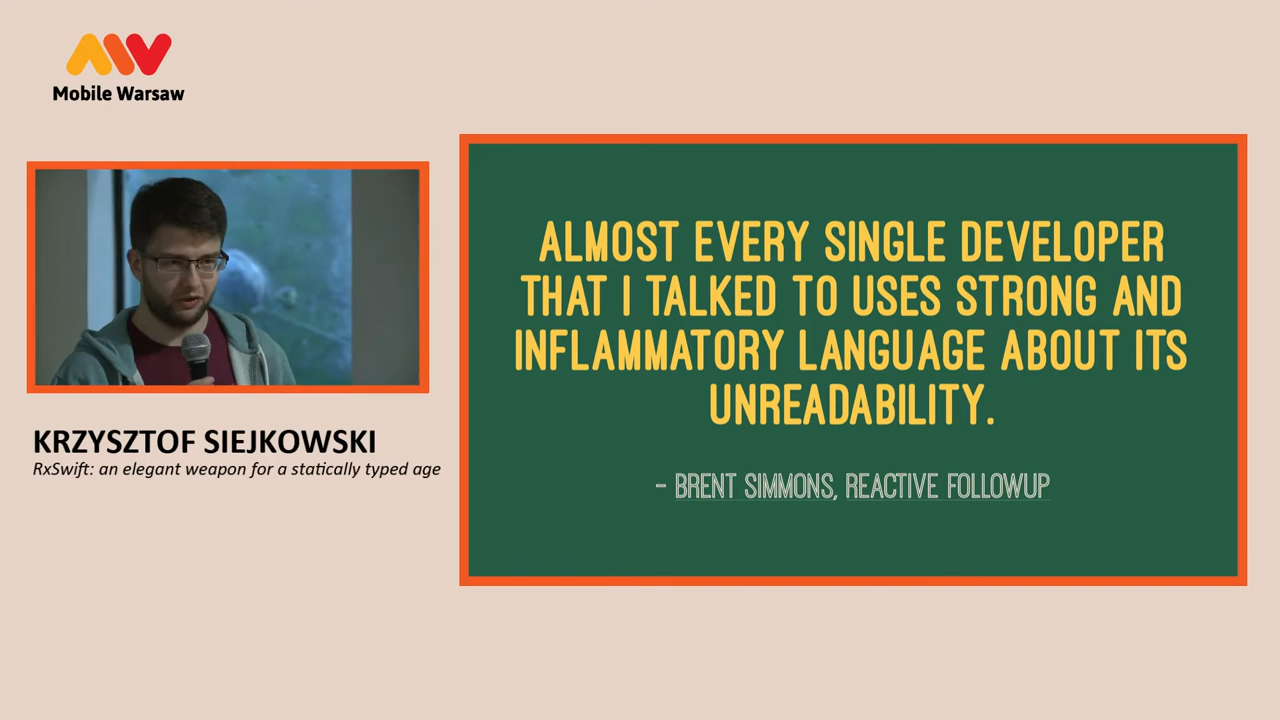 Mobile Warsaw
KRZYSZTOF SIEJKOWSKI
RxSwift: an elegant weapon for a statically typed age
ALMOST EVERY SINGLE DEVELOPER
THAT I TALKED TO USES STRONG AND
INFLAMMATORY LANGUAGE ABOUT ITS
UNREADABILITY.
- BRENT SIMMONS, REACTIVE FOLLOWUP